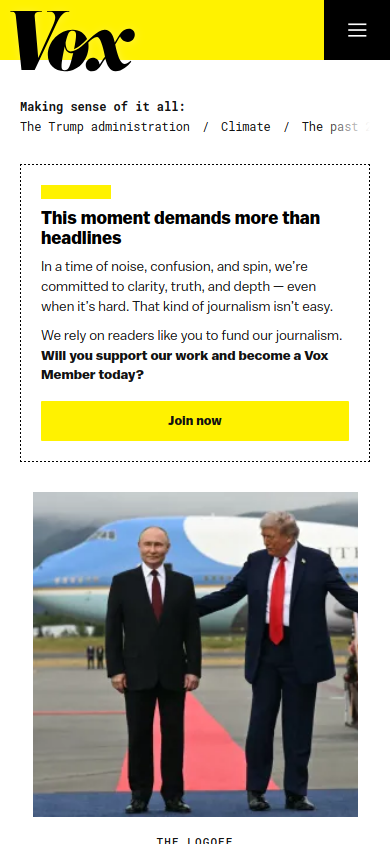 Vox
Making sense of it all:
The Trump administration / Climate / The past
This moment demands more than
headlines
In a time of noise, confusion, and spin, we're
committed to clarity, truth, and depth — even
when it's hard. That kind of journalism isn't easy.
We rely on readers like you to fund our journalism.
Will you support our work and become a Vox
Member today?
Join now
THE LOGOFF